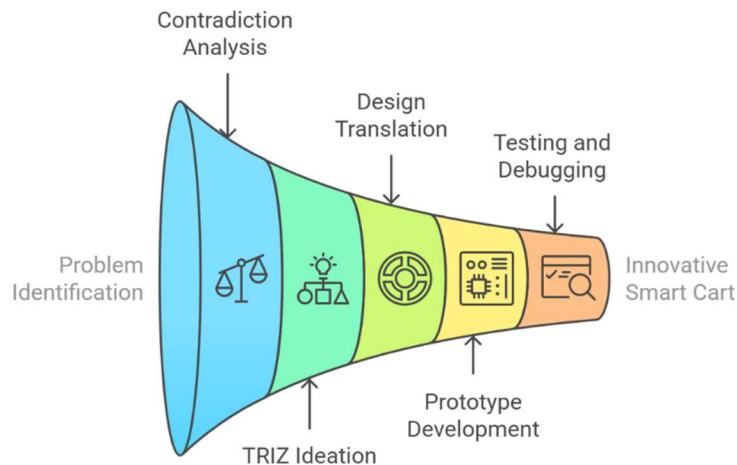 Contradiction
Analysis
Design
Translation
Testing and
Debugging
Problem
Identification
Innovative
Smart Cart
Prototype
Development
TRIZ Ideation